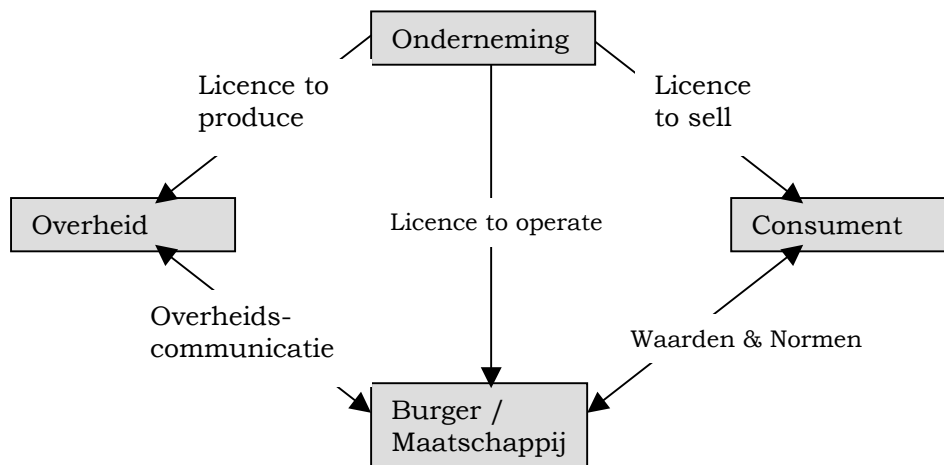 Onderneming
Licence to
produce
Licence
to sell
Overheid
Licence to operate
Consument
Overheids-
communicatie
Waarden & Normen
Burger /
Maatschappij